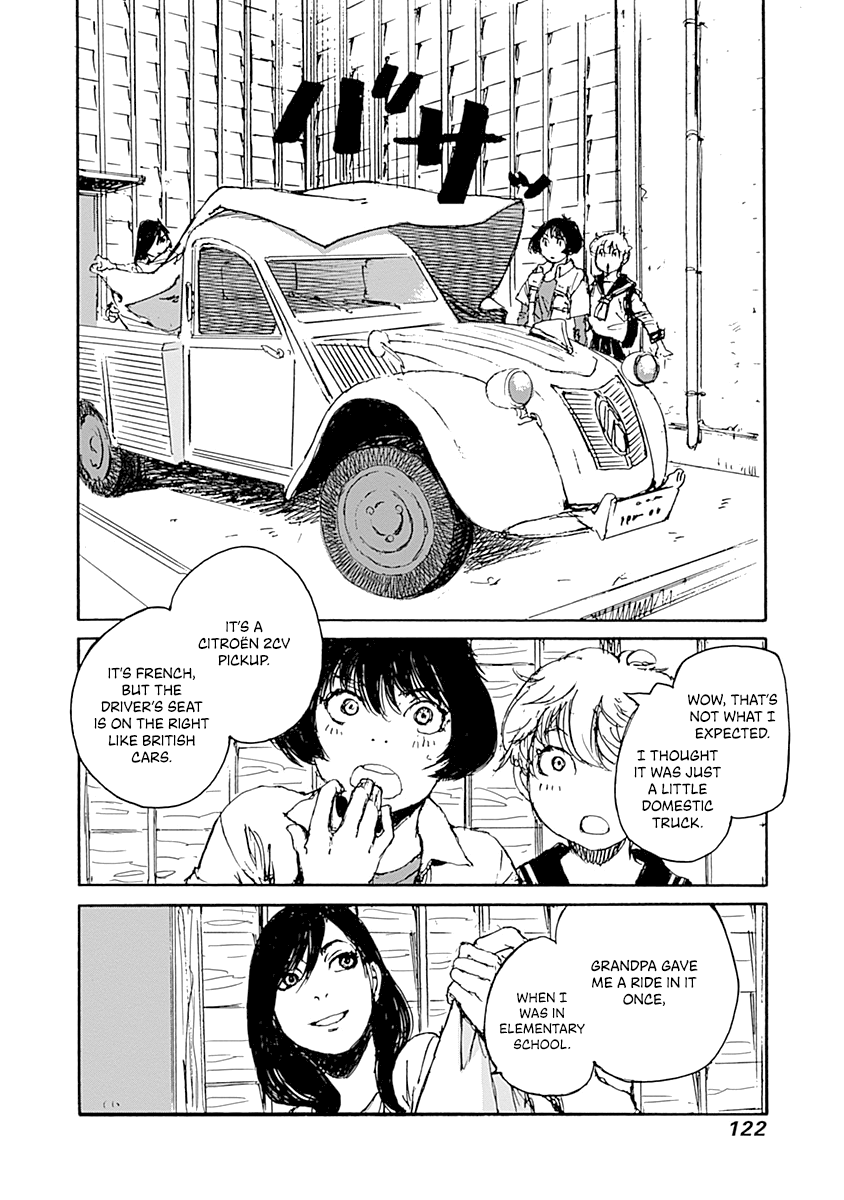 バサッ
WOW, THAT'S
NOT WHAT I
EXPECTED.
I THOUGHT
IT WAS JUST
A LITTLE
DOMESTIC
TRUCK.
IT'S A
CITROËN 2CV
PICKUP.
IT'S FRENCH,
BUT THE
DRIVER'S SEAT
IS ON THE RIGHT
LIKE BRITISH
CARS.
GRANDPA GAVE
ME A RIDE IN IT
ONCE,
WHEN I
WAS IN
ELEMENTARY
SCHOOL.
122